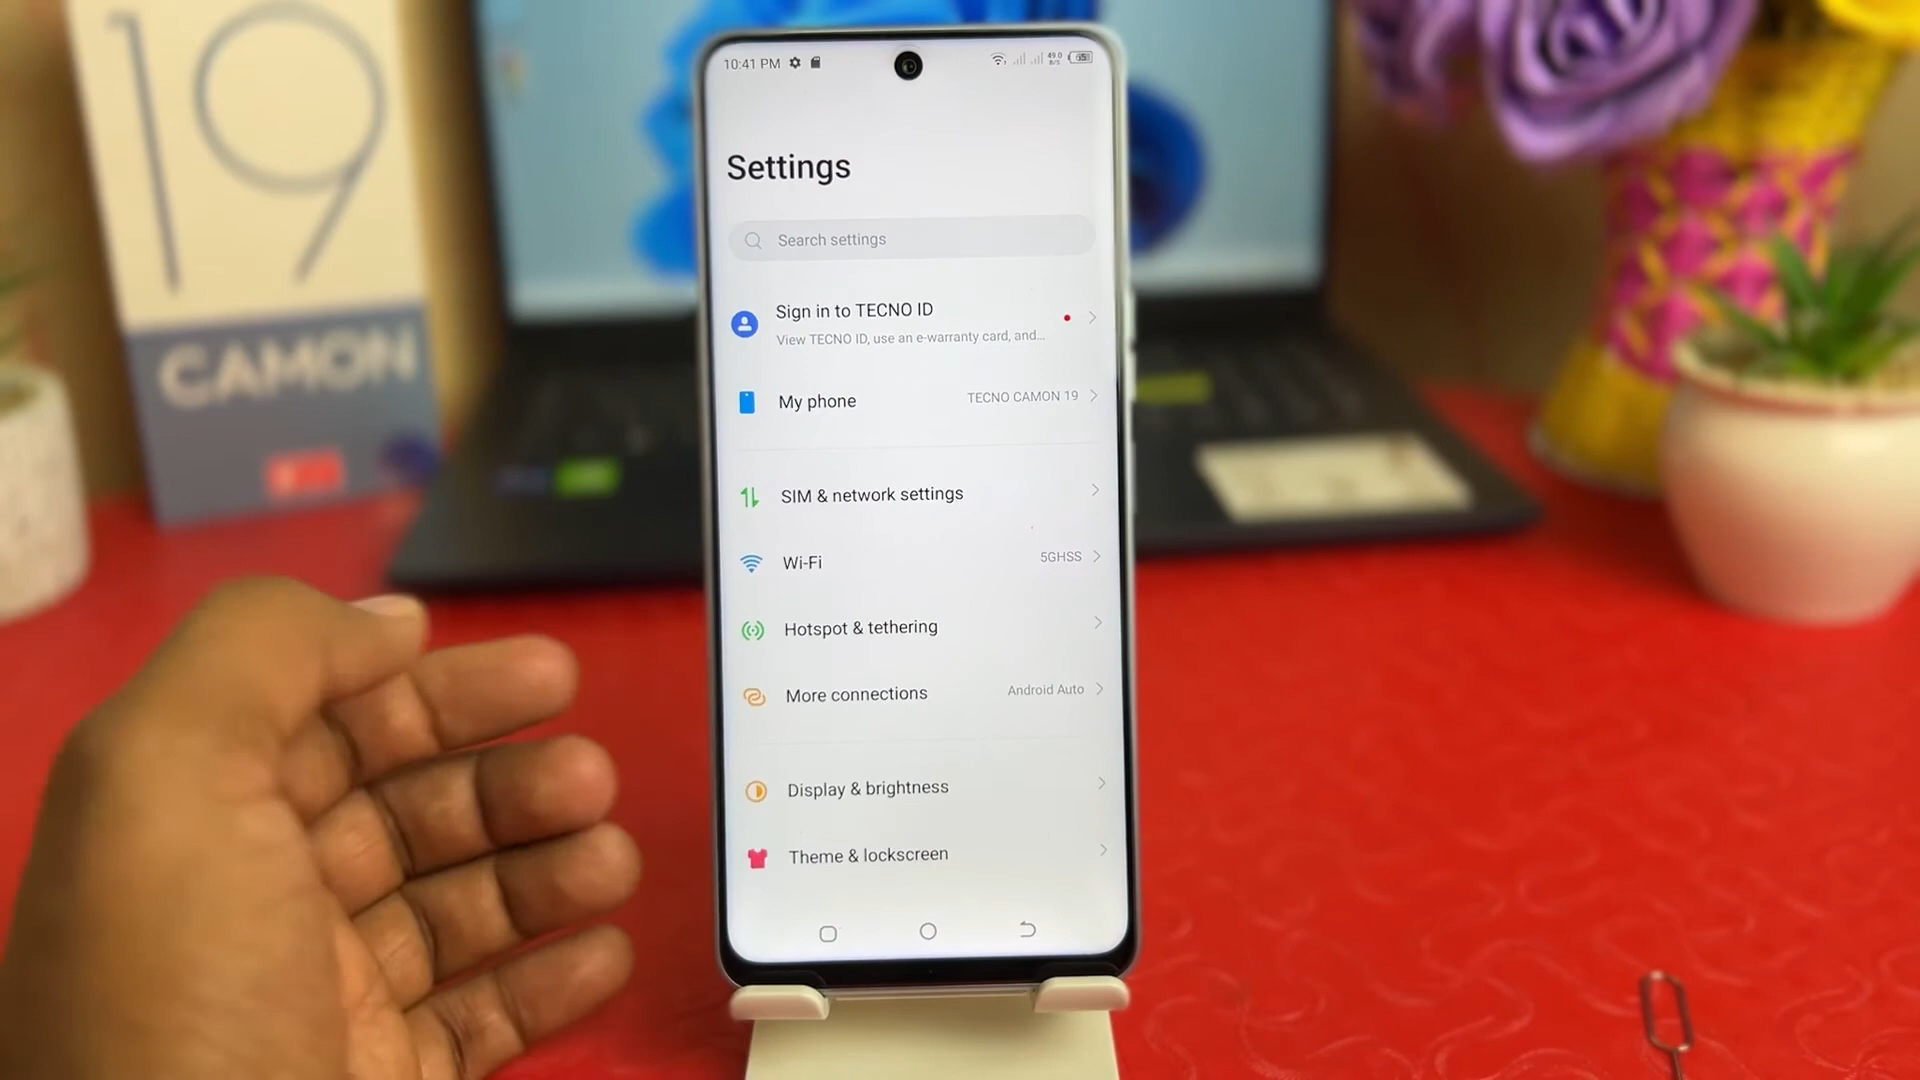 19
CAMON
10:41 PM
49.0
B/S
Settings
Search settings
Sign in to TECNO ID
View TECNO ID, use an e-warranty card, and...
My phone
TECNO CAMON 19
SIM & network settings
Wi-Fi
5GHSS
Hotspot & tethering
More connections
Android Auto
Display & brightness
Theme & lockscreen